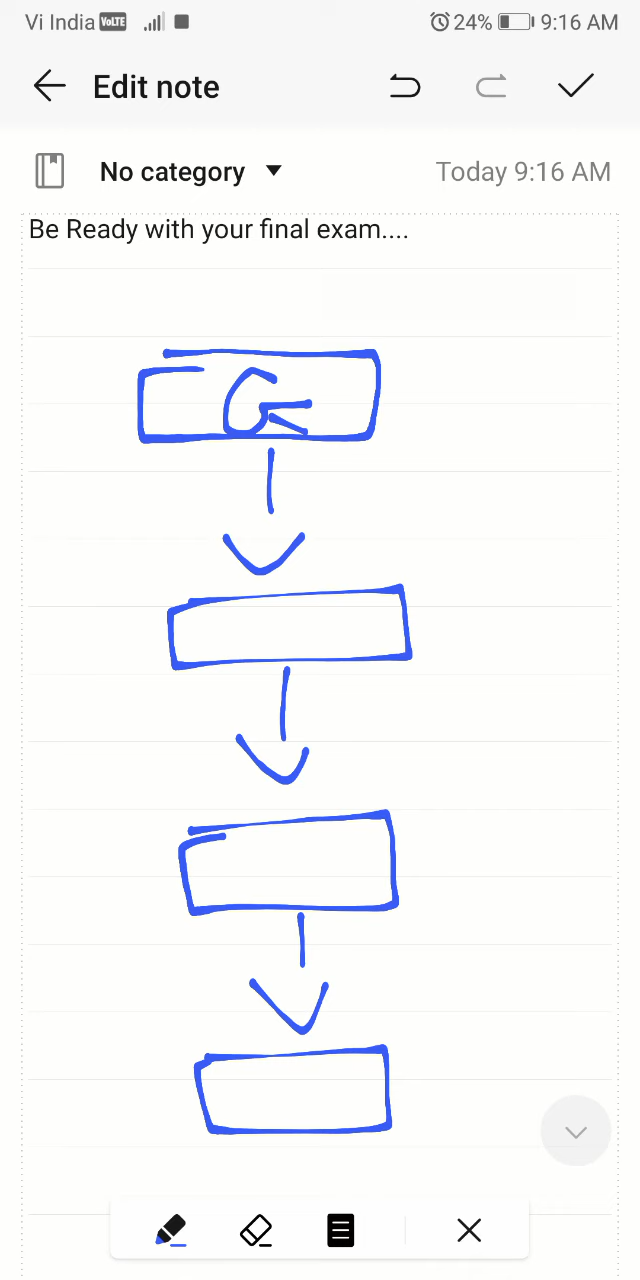 Vi India VoLTE 24% 9:16 AM
Edit note
No category Today 9:16 AM
Be Ready with your final exam....
G